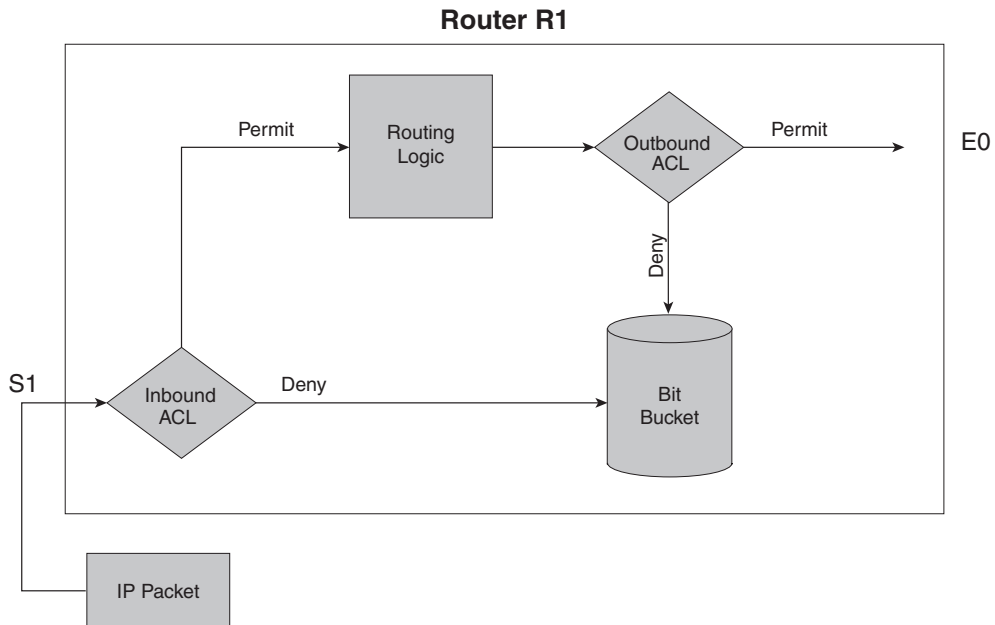 Router R1
Permit
Routing
Logic
Outbound
ACL
Permit
E0
Deny
S1
Inbound
ACL
Deny
Bit
Bucket
IP Packet